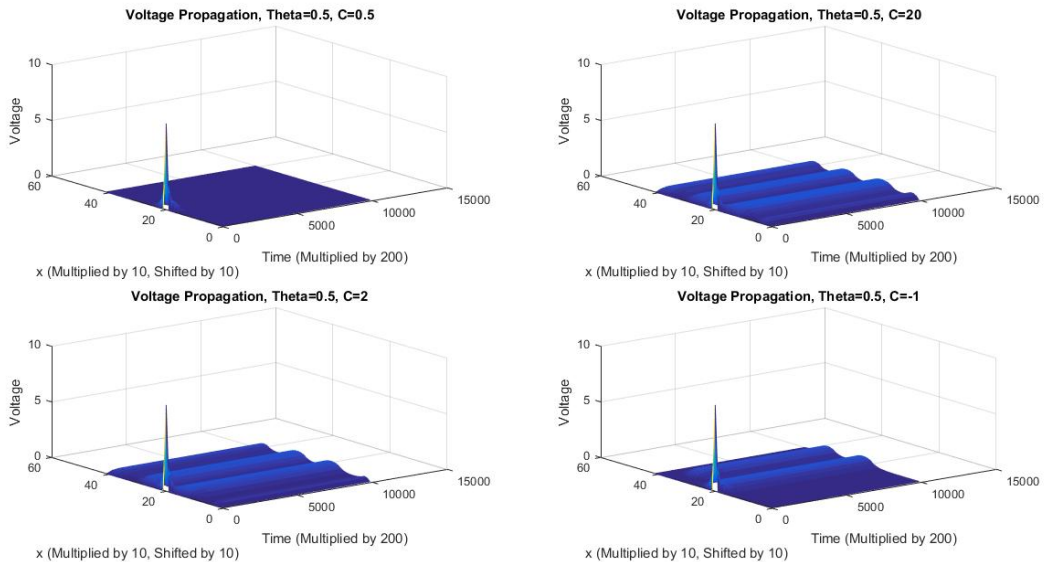 Voltage Propagation, Theta=0.5, C=0.5
10
5
0
Voltage
60
40
20
0
0
5000
10000
15000
Time (Multiplied by 200)
x (Multiplied by 10, Shifted by 10)
Voltage Propagation, Theta=0.5, C=20
10
5
0
Voltage
60
40
20
0
0
5000
10000
15000
Time (Multiplied by 200)
x (Multiplied by 10, Shifted by 10)
Voltage Propagation, Theta=0.5, C=2
10
5
0
Voltage
60
40
20
0
0
5000
10000
15000
Time (Multiplied by 200)
x (Multiplied by 10, Shifted by 10)
Voltage Propagation, Theta=0.5, C=-1
10
5
0
Voltage
60
40
20
0
0
5000
10000
15000
Time (Multiplied by 200)
x (Multiplied by 10, Shifted by 10)